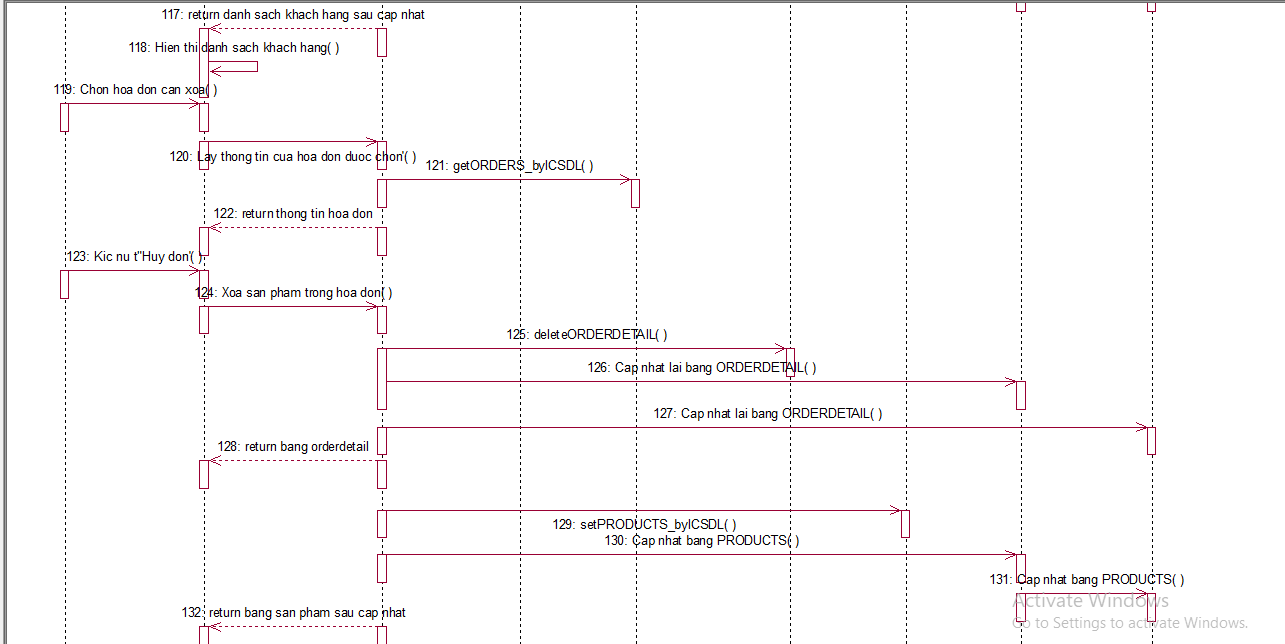 117: return danh sach khach hang sau cap nhat
118: Hien thi danh sach khach hang( )
119: Chon hoa don can xoa( )
120: Lay thong tin cua hoa don duoc chon'( )
121: getORDERS_byICSDL( )
122: return thong tin hoa don
123: Kic nu t"Huy don'( )
124: Xoa san pham trong hoa don( )
125: deleteORDERDETAIL( )
126: Cap nhat lai bang ORDERDETAIL( )
127: Cap nhat lai bang ORDERDETAIL( )
128: return bang orderdetail
129: setPRODUCTS_byICSDL( )
130: Cap nhat bang PRODUCTS( )
131: Cap nhat bang PRODUCTS( )
Activate Windows
132: return bang san pham sau cap nhat
Go to Settings to activate Windows.